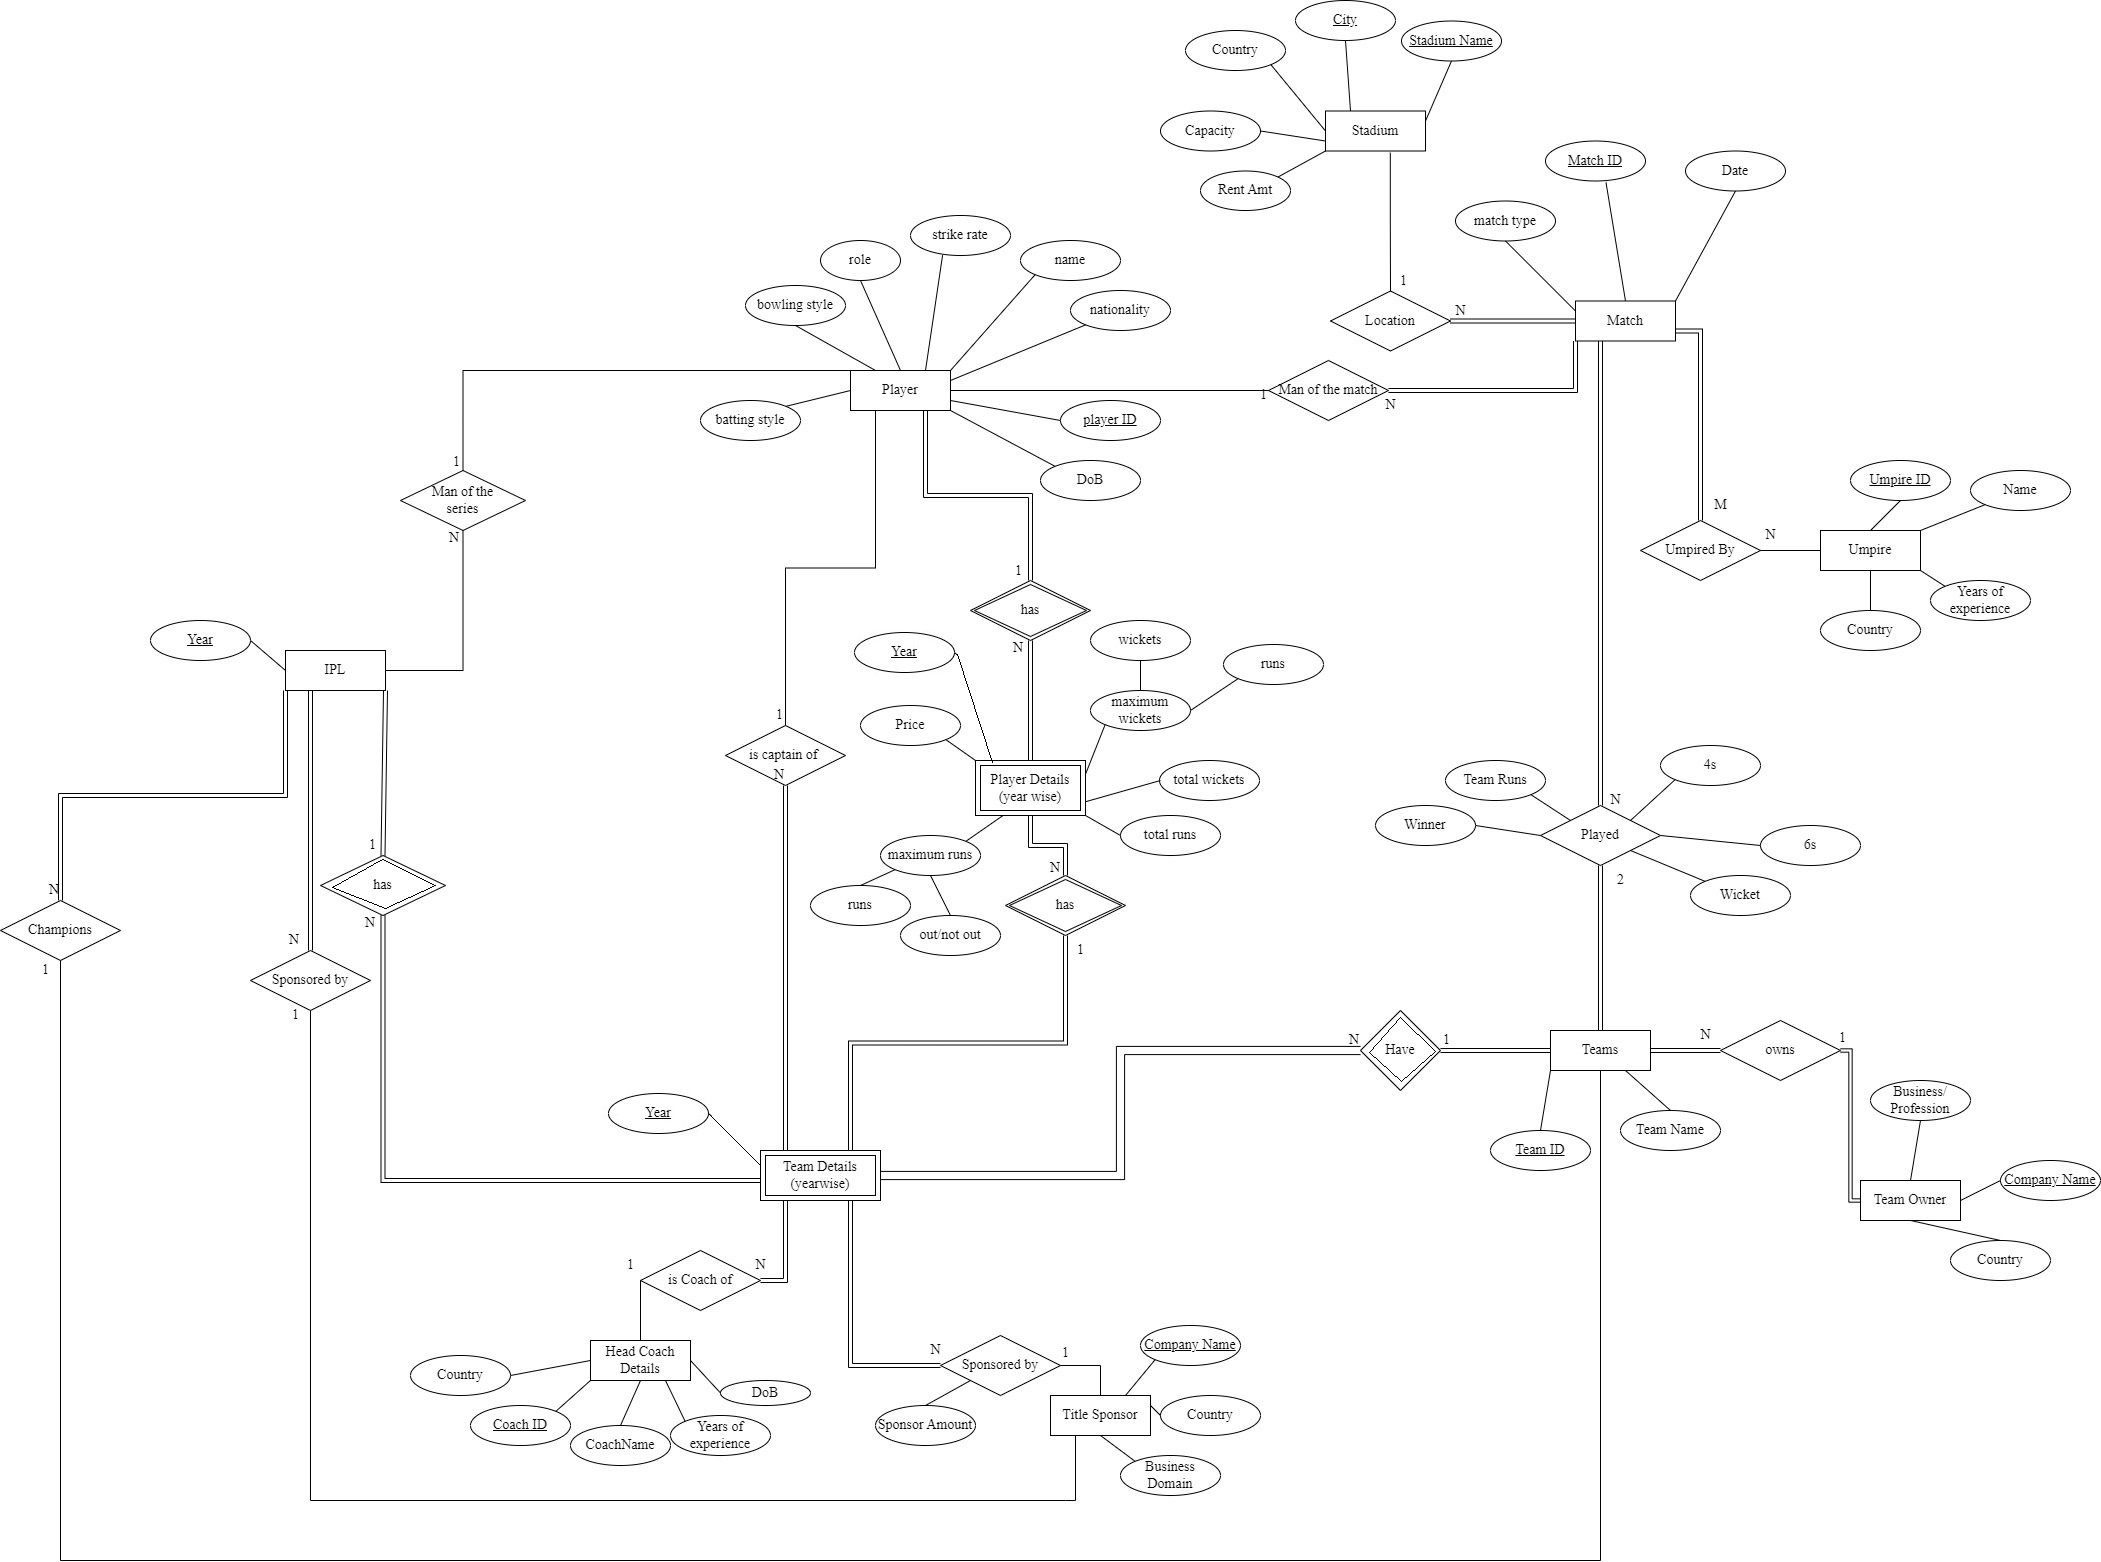 City
Stadium Name
Country
Stadium
Capacity
Match ID
Date
Rent Amt
match type
strike rate
role
name
1
bowling style
nationality
N
Location
Match
Player
Man of the match
1
N
batting style
player ID
1
DoB
Umpire ID
Name
Man of the
series
M
N
N
Umpired By
Umpire
1
has
Years of
experience
Country
Year
N
Year
wickets
runs
IPL
maximum
wickets
1
Price
is captain of
N
Player Details
(year wise)
total wickets
Team Runs
4s
N
Winner
Played
6s
total runs
1
maximum runs
N
2
has
N
Wicket
runs
has
N
Champions
out/not out
N
1
1
Sponsored by
1
N
1
Have
Teams
N
owns
1
Year
Business/
Profession
Team ID
Team Name
Team Details
(yearwise)
Company Name
Team Owner
Country
1
is Coach of
N
Head Coach
Details
N
Sponsored by
1
Company Name
Country
DoB
Coach ID
CoachName
Years of
experience
Sponsor Amount
Title Sponsor
Country
Business
Domain